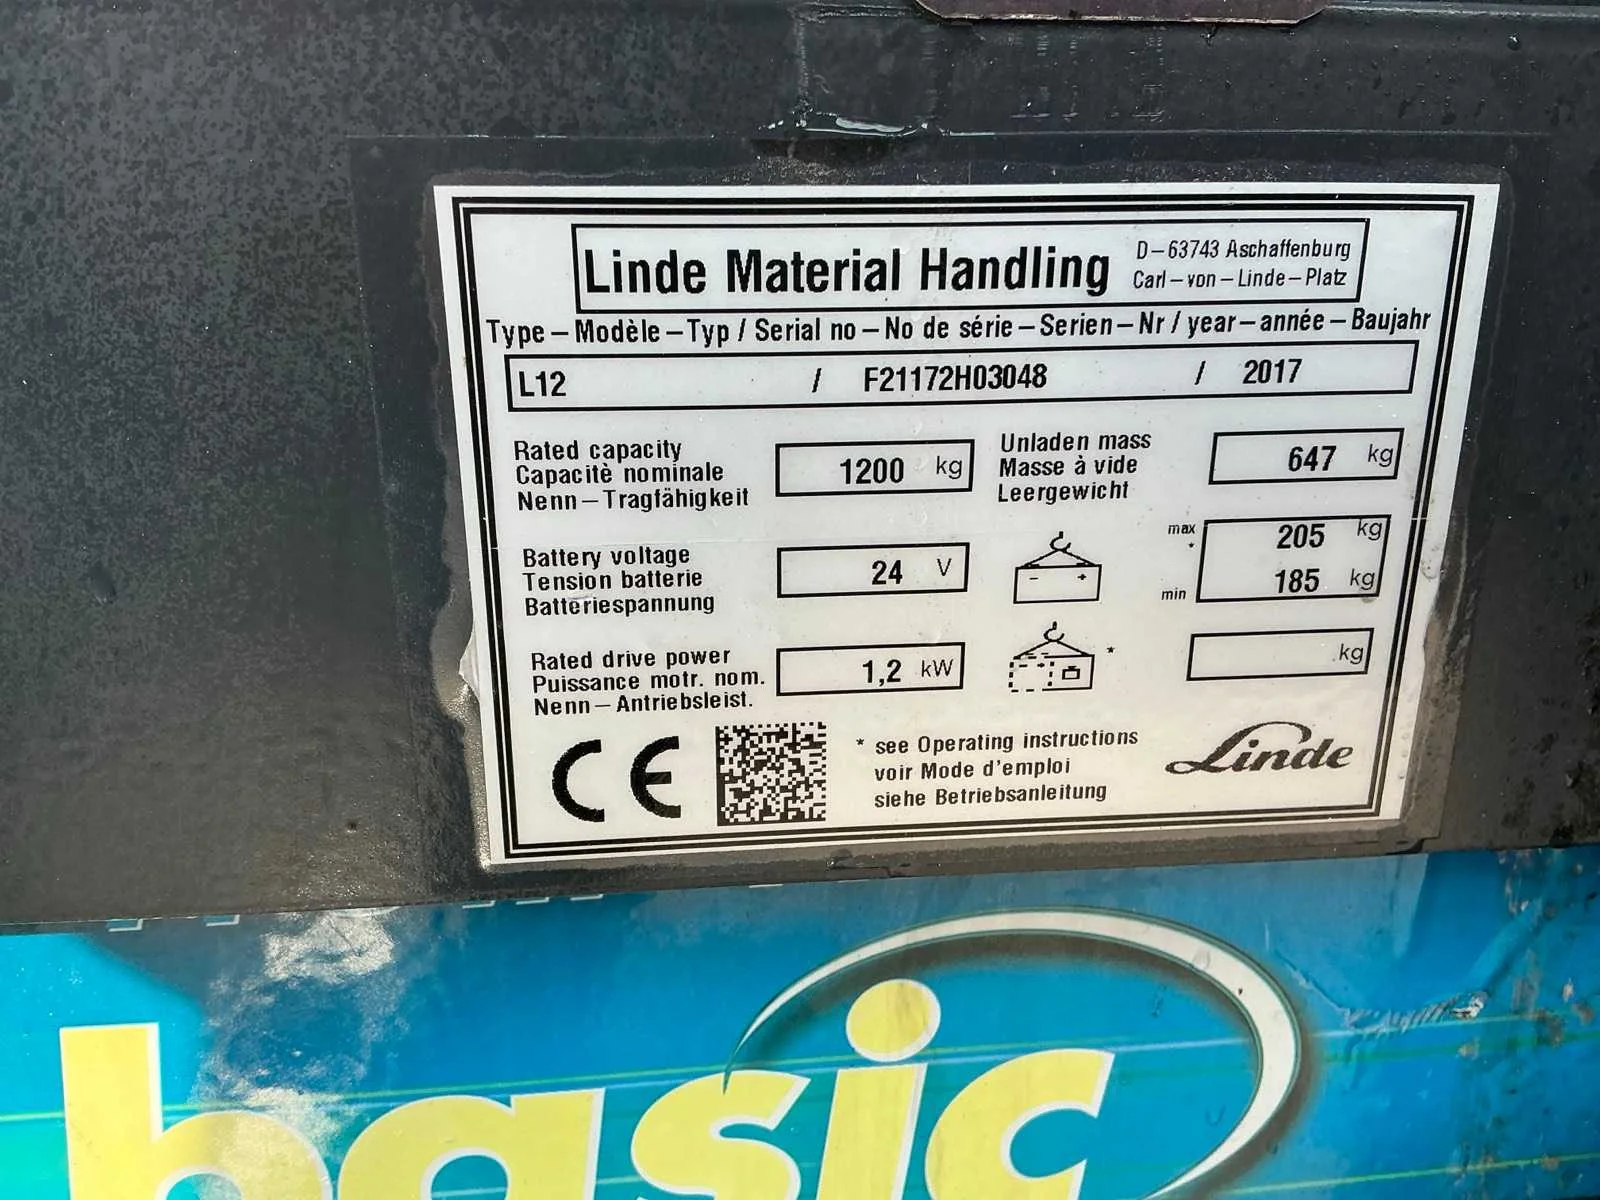 Linde Material Handling
D-63743 Aschaffenburg
Carl-von-Linde-Platz
Type-Modèle-Typ / Serial no-No de série-Serien-Nr / year-année-Baujahr
L12 / F21172H03048 / 2017
Rated capacity
Capacitè nominale
Nenn-Tragfähigkeit
1200 kg
Unladen mass
Masse à vide
Leergewicht
647 kg
Battery voltage
Tension batterie
Batteriespannung
24 V
- +
max * 205 kg
min 185 kg
Rated drive power
Puissance motr. nom.
Nenn-Antriebsleist.
1,2 kW
* kg
CE
* see Operating instructions
voir Mode d'emploi
siehe Betriebsanleitung
Linde
basic